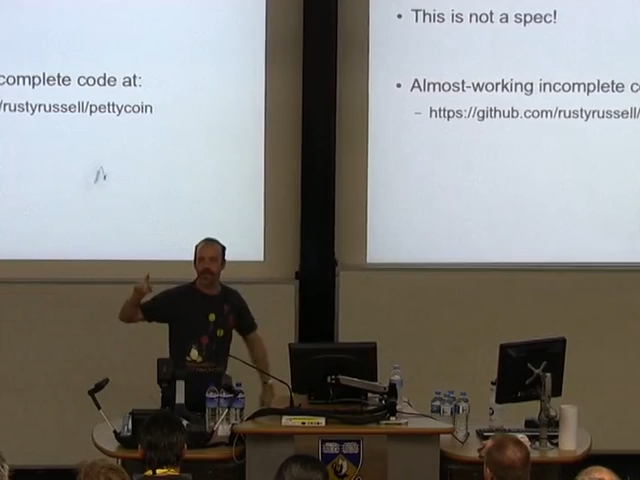 complete code at:
/rustyrussell/pettycoin
• This is not a spec!
• Almost-working incomplete c
– https://github.com/rustyrussell/